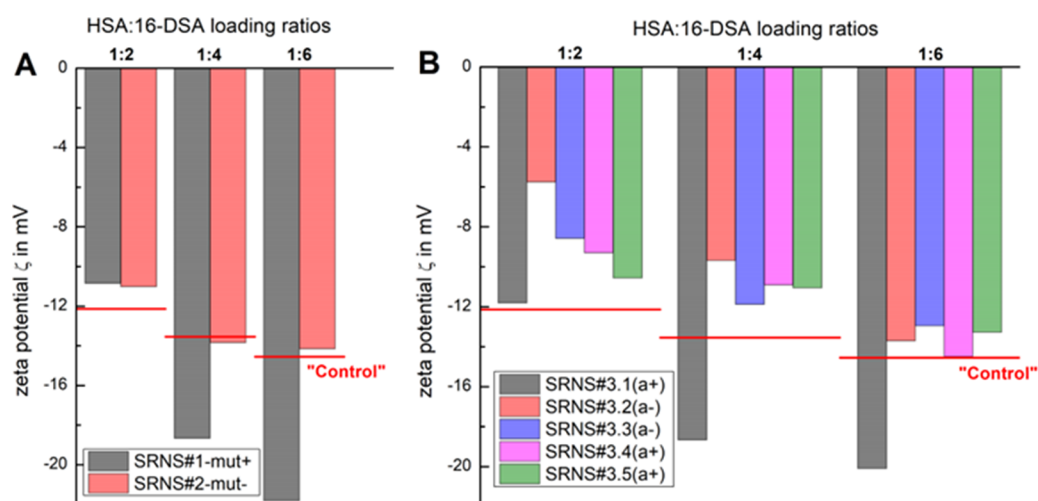 HSA:16-DSA loading ratios
A
1:2 1:4 1:6
0
-4
-8
-12
-16
-20
zeta potential ζ in mV
"Control"
SRNS#1-mut+
SRNS#2-mut-
HSA:16-DSA loading ratios
B
1:2 1:4 1:6
0
-4
-8
-12
-16
-20
zeta potential ζ in mV
"Control"
SRNS#3.1(a+)
SRNS#3.2(a-)
SRNS#3.3(a-)
SRNS#3.4(a+)
SRNS#3.5(a+)